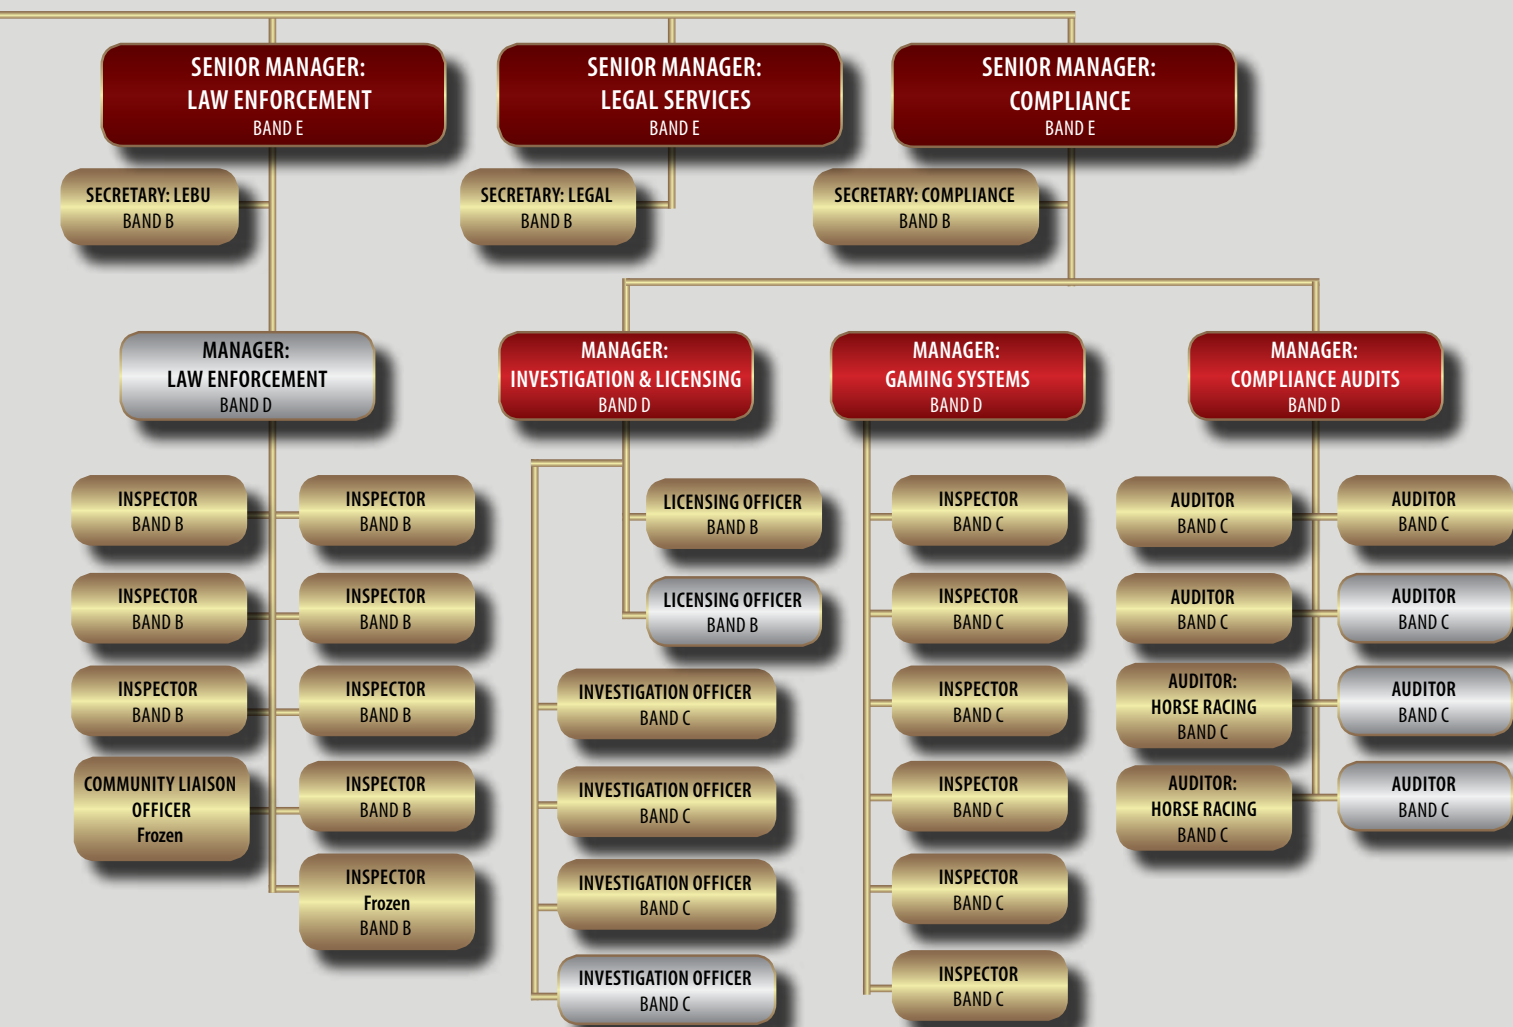 SENIOR MANAGER:
LAW ENFORCEMENT
BAND E
SENIOR MANAGER:
LEGAL SERVICES
BAND E
SENIOR MANAGER:
COMPLIANCE
BAND E
SECRETARY: LEBU
BAND B
SECRETARY: LEGAL
BAND B
SECRETARY: COMPLIANCE
BAND B
MANAGER:
LAW ENFORCEMENT
BAND D
MANAGER:
INVESTIGATION & LICENSING
BAND D
MANAGER:
GAMING SYSTEMS
BAND D
MANAGER:
COMPLIANCE AUDITS
BAND D
INSPECTOR
BAND B
INSPECTOR
BAND B
INSPECTOR
BAND B
INSPECTOR
BAND B
INSPECTOR
BAND B
INSPECTOR
BAND B
COMMUNITY LIAISON
OFFICER
Frozen
INSPECTOR
BAND B
INSPECTOR
Frozen
BAND B
LICENSING OFFICER
BAND B
LICENSING OFFICER
BAND B
INVESTIGATION OFFICER
BAND C
INVESTIGATION OFFICER
BAND C
INVESTIGATION OFFICER
BAND C
INVESTIGATION OFFICER
BAND C
INSPECTOR
BAND C
INSPECTOR
BAND C
INSPECTOR
BAND C
INSPECTOR
BAND C
INSPECTOR
BAND C
INSPECTOR
BAND C
AUDITOR
BAND C
AUDITOR
BAND C
AUDITOR
BAND C
AUDITOR
BAND C
AUDITOR:
HORSE RACING
BAND C
AUDITOR
BAND C
AUDITOR:
HORSE RACING
BAND C
AUDITOR
BAND C